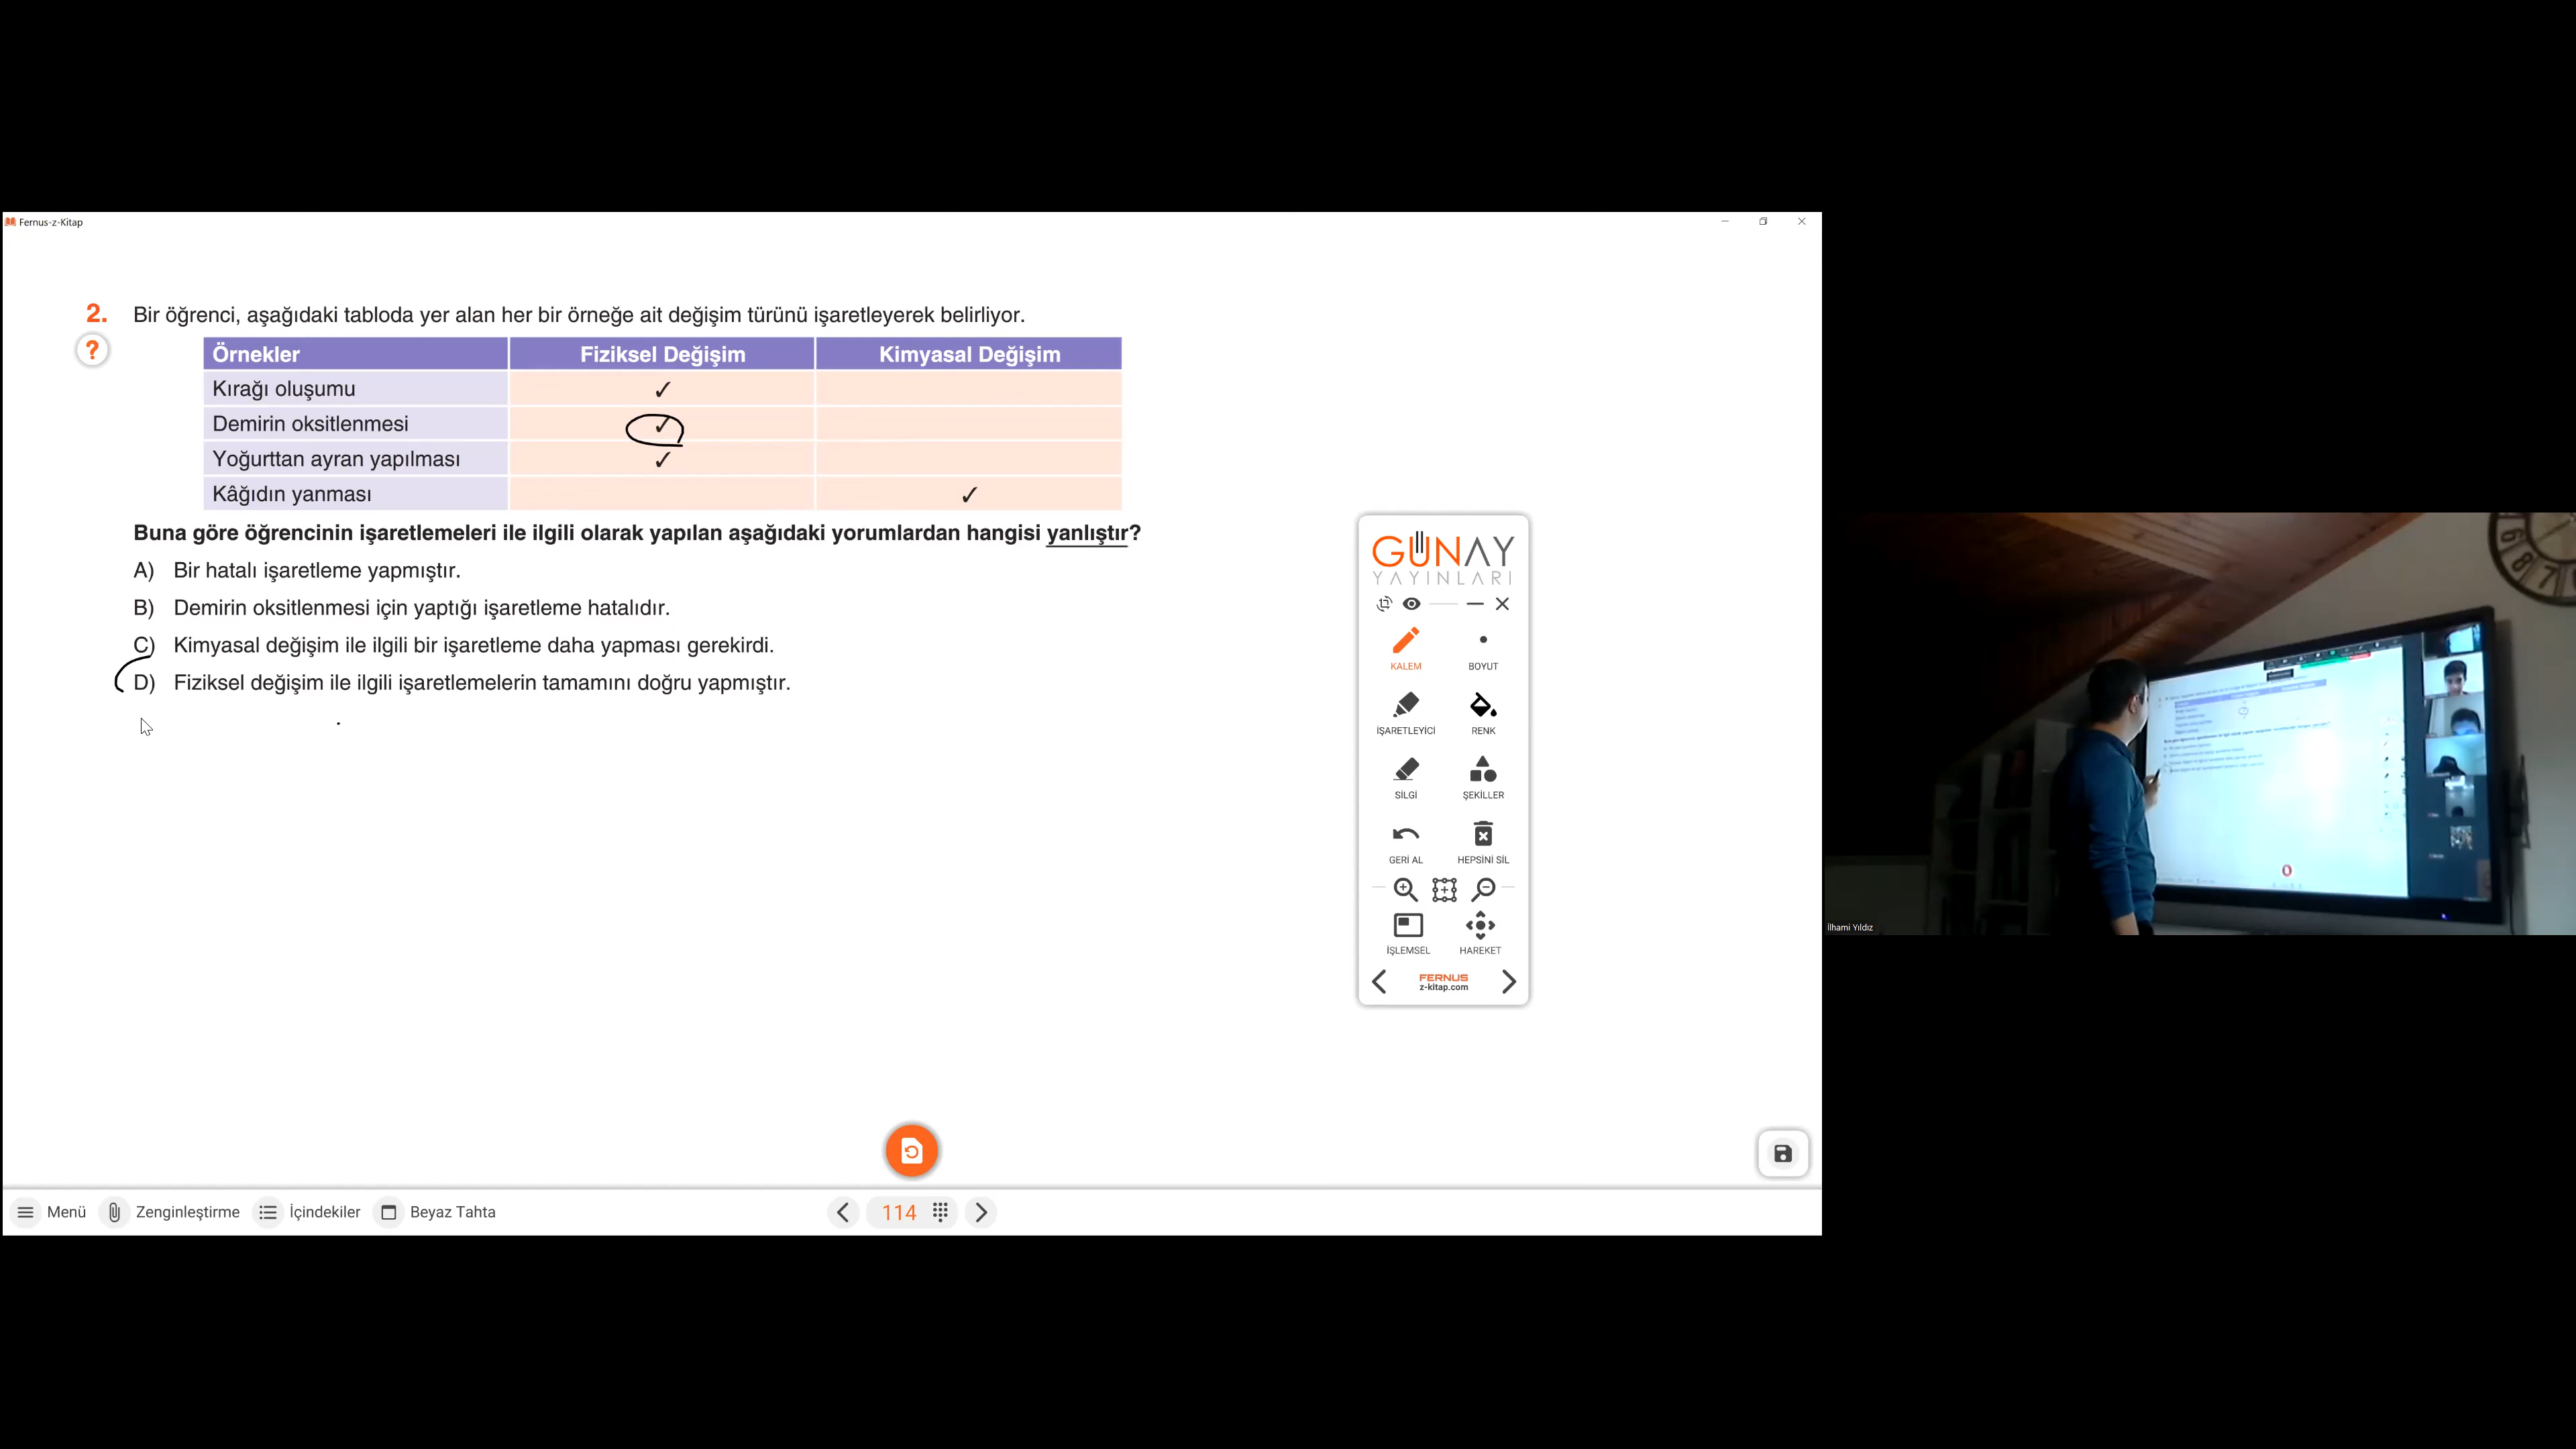 Fernus-z-Kitap
2. Bir öğrenci, aşağıdaki tabloda yer alan her bir örneğe ait değişim türünü işaretleyerek belirliyor.
?
Örnekler Fiziksel Değişim Kimyasal Değişim
Kırağı oluşumu ✓
Demirin oksitlenmesi ✓
Yoğurttan ayran yapılması ✓
Kâğıdın yanması ✓
Buna göre öğrencinin işaretlemeleri ile ilgili olarak yapılan aşağıdaki yorumlardan hangisi yanlıştır?
A) Bir hatalı işaretleme yapmıştır.
B) Demirin oksitlenmesi için yaptığı işaretleme hatalıdır.
C) Kimyasal değişim ile ilgili bir işaretleme daha yapması gerekirdi.
D) Fiziksel değişim ile ilgili işaretlemelerin tamamını doğru yapmıştır.
GÜNAY
YAYINLARI
KALEM BOYUT
İŞARETLEYİCİ RENK
SİLGİ ŞEKİLLER
GERİ AL HEPSİNİ SİL
İŞLEMSEL HAREKET
FERNUS
z-kitap.com
Menü Zenginleştirme İçindekiler Beyaz Tahta 114
İlhami Yıldız